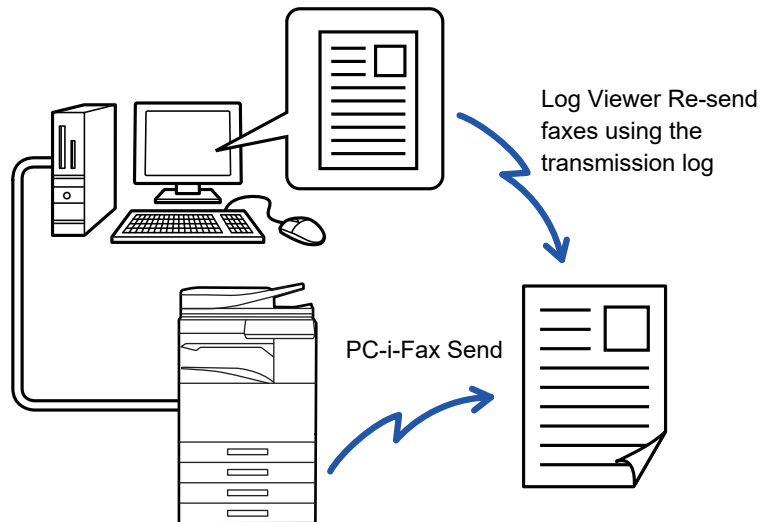 Log Viewer Re-send
faxes using the
transmission log
PC-i-Fax Send